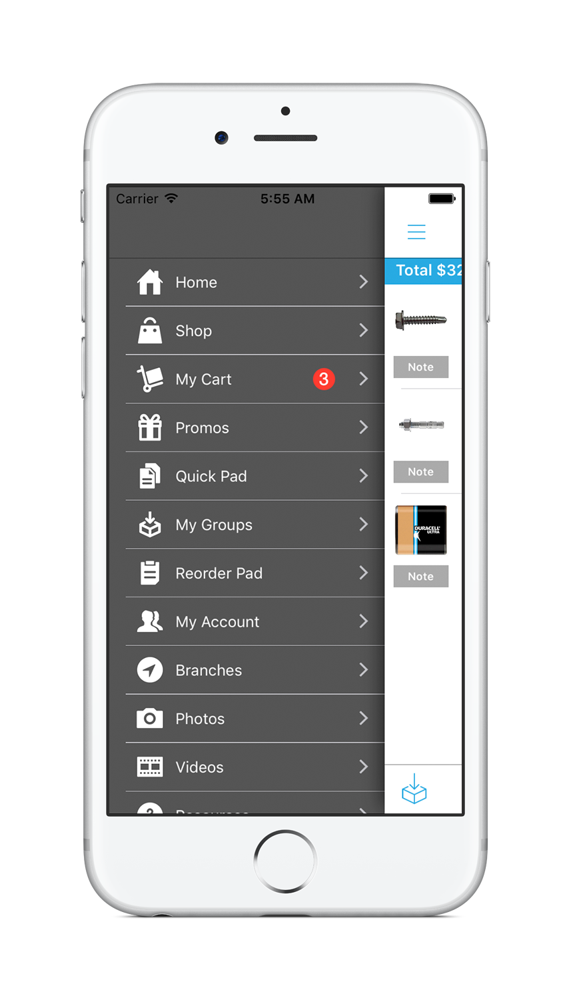 Carrier 5:55 AM
Total $32
Home
Shop
My Cart 3
Promos
Quick Pad
My Groups
Reorder Pad
My Account
Branches
Photos
Videos
Resources
Note
Note
DURACELL
ULTRA
Note